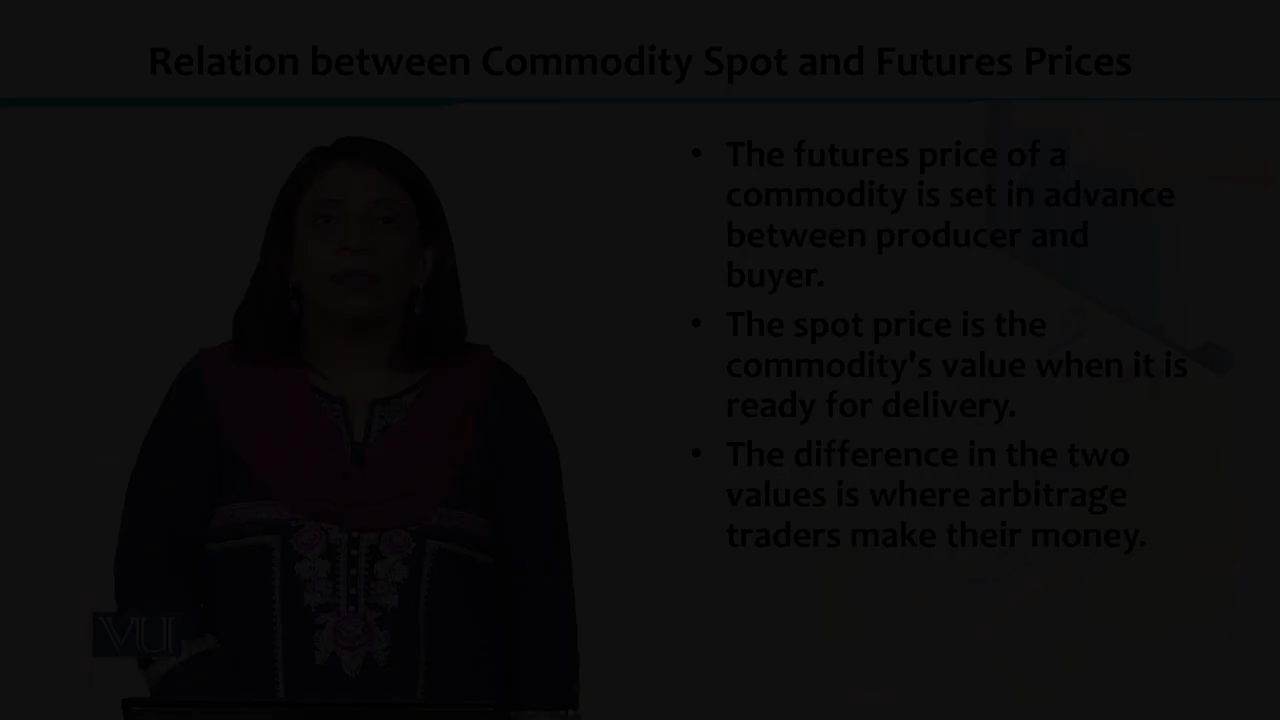 Relation between Commodity Spot and Futures Prices
• The futures price of a
commodity is set in advance
between producer and
buyer.
• The spot price is the
commodity's value when it is
ready for delivery.
• The difference in the two
values is where arbitrage
traders make their money.
VU